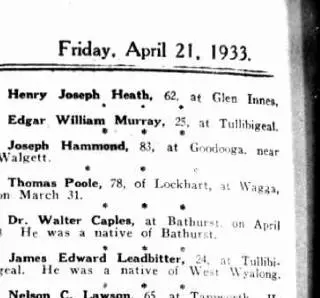 Friday, April 21, 1933.
Henry Joseph Heath, 62, at Glen Innes,
* * *
Edgar William Murray, 25, at Tullibigeal.
* * *
Joseph Hammond, 83, at Goodooga, near
Walgett.
* * *
Thomas Poole, 78, of Lockhart, at Wagga,
on March 31.
* * *
Dr. Walter Caples, at Bathurst, on April
He was a native of Bathurst.
* * *
James Edward Leadbitter, 24, at Tullibi-
geal. He was a native of West Wyalong.
* * *
Nelson C. Lawson, 65, at Tamworth.